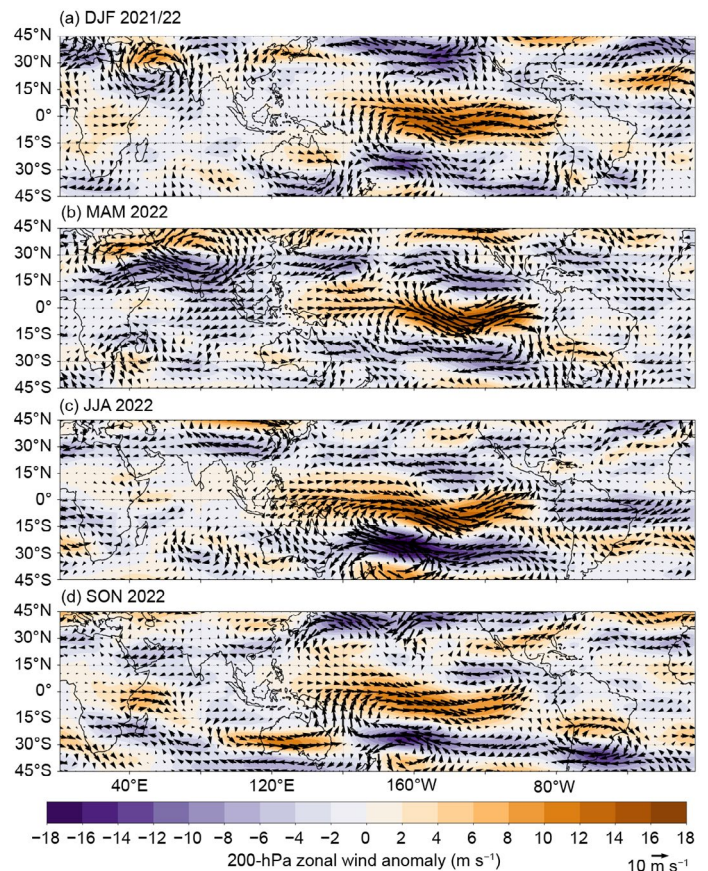 (a) DJF 2021/22
45°N
30°N
15°N
0°
15°S
30°S
45°S
(b) MAM 2022
45°N
30°N
15°N
0°
15°S
30°S
45°S
(c) JJA 2022
45°N
30°N
15°N
0°
15°S
30°S
45°S
(d) SON 2022
45°N
30°N
15°N
0°
15°S
30°S
45°S
40°E 120°E 160°W 80°W
−18 −16 −14 −12 −10 −8 −6 −4 −2 0 2 4 6 8 10 12 14 16 18
200-hPa zonal wind anomaly (m s⁻¹) 10 m s⁻¹